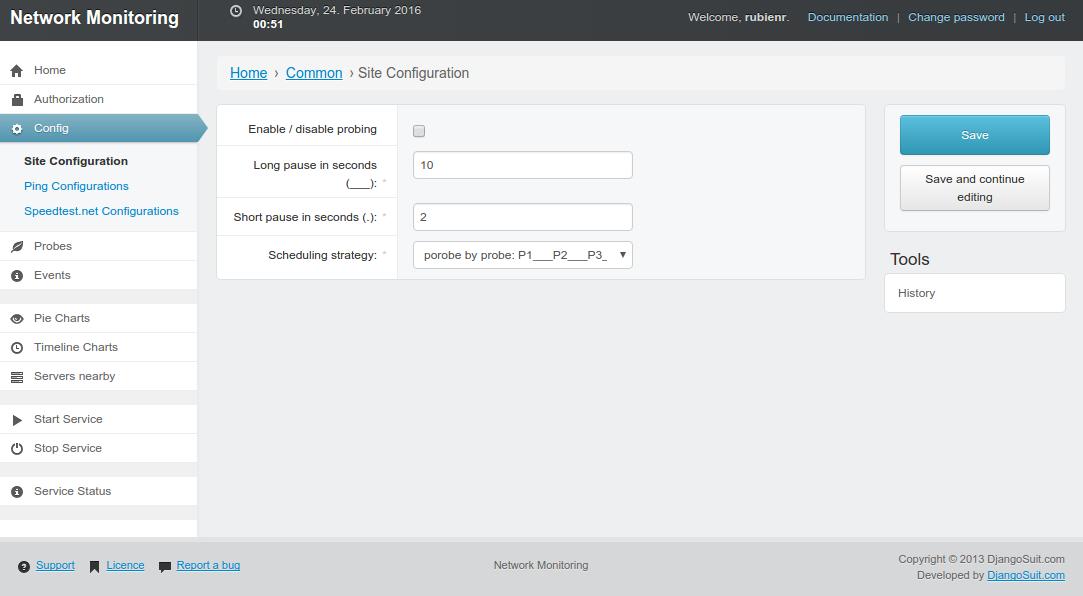 Network Monitoring
Wednesday, 24. February 2016
00:51
Welcome, rubienr. Documentation | Change password | Log out
Home
Authorization
Config
Site Configuration
Ping Configurations
Speedtest.net Configurations
Probes
Events
Pie Charts
Timeline Charts
Servers nearby
Start Service
Stop Service
Service Status
Home › Common › Site Configuration
Enable / disable probing
Long pause in seconds
(___): *
10
Short pause in seconds (.): *
2
Scheduling strategy: *
porobe by probe: P1___P2___P3_
Save
Save and continue
editing
Tools
History
Support Licence Report a bug
Network Monitoring
Copyright © 2013 DjangoSuit.com
Developed by DjangoSuit.com